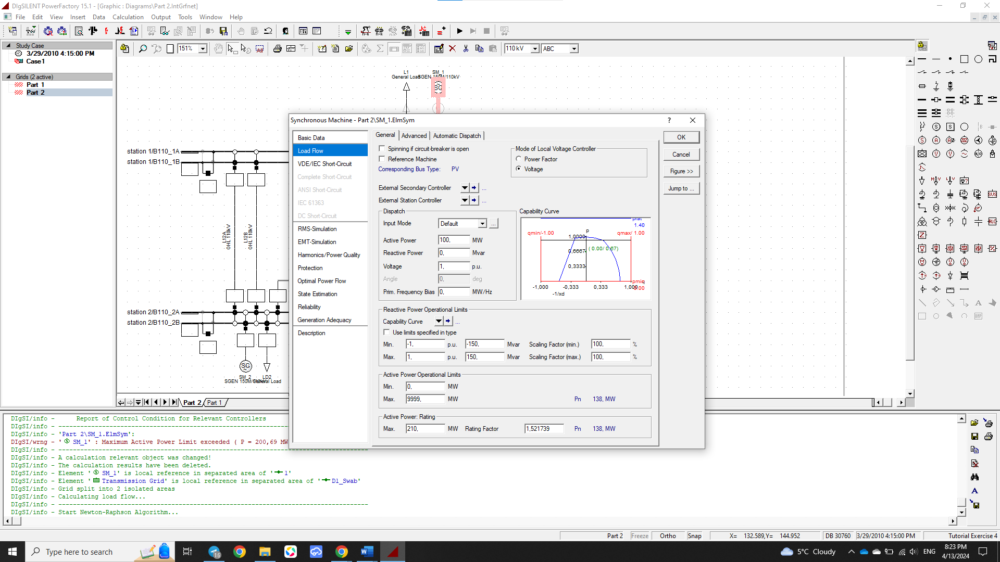 DIgSILENT PowerFactory 15.1 - [Graphic : Diagrams\Part 2.IntGrfnet]
File Edit View Insert Data Calculation Output Tools Window Help
Study Case
3/29/2010 4:15:00 PM
Case1
Grids (2 active)
Part 1
Part 2
151%
110 kV
ABC
L1
General Load
SM_1
station 1/B110_1A
station 1/B110_1B
L12A
OHL 110kV
L12B
OHL 110kV
station 2/B110_2A
station 2/B110_2B
SG
SM_2
LD2
General Load
Part 2
Part 1
Synchronous Machine - Part 2\SM_1.ElmSym
Basic Data
Load Flow
VDE/IEC Short-Circuit
Complete Short-Circuit
ANSI Short-Circuit
IEC 61363
DC Short-Circuit
RMS-Simulation
EMT-Simulation
Harmonics/Power Quality
Protection
Optimal Power Flow
State Estimation
Reliability
Generation Adequacy
Description
General Advanced Automatic Dispatch
Spinning if circuit-breaker is open
Reference Machine
Corresponding Bus Type: PV
Mode of Local Voltage Controller
Power Factor
Voltage
External Secondary Controller ...
External Station Controller ...
Dispatch
Input Mode Default ...
Active Power 100, MW
Reactive Power 0, Mvar
Voltage 1, p.u.
Angle 0, deg
Prim. Frequency Bias 0, MW/Hz
Capability Curve
1.40
qmin/-1.00
p
qmax/ 1.00
1,0000
0,6667
( 0.00/ 0.67)
0,3333
-1,000 -0,333 0,333 1,000
-1/xd
Reactive Power Operational Limits
Capability Curve ...
Use limits specified in type
Min. -1, p.u. -150, Mvar Scaling Factor (min.) 100, %
Max. 1, p.u. 150, Mvar Scaling Factor (max.) 100, %
Active Power Operational Limits
Min. 0, MW
Max. 9999, MW Pn 138, MW
Active Power: Rating
Max. 210, MW Rating Factor 1,521739 Pn 138, MW
OK
Cancel
Figure >>
Jump to ...
DIgSI/info - Report of Control Condition for Relevant Controllers
DIgSI/info - 
DIgSI/info - 'Part 2\SM_1.ElmSym':
DIgSI/wrng - ' SM_1' : Maximum Active Power Limit exceeded ( P = 200,69 MW
DIgSI/info - 
DIgSI/info - A calculation relevant object was changed!
DIgSI/info - The calculation results have been deleted.
DIgSI/info - Element ' SM_1' is local reference in separated area of ' 1'
DIgSI/info - Element ' Transmission Grid' is local reference in separated area of ' D1_Swab'
DIgSI/info - Grid split into 2 isolated areas
DIgSI/info - Calculating load flow...
DIgSI/info - 
DIgSI/info - Start Newton-Raphson Algorithm...
Part 2 Freeze Ortho Snap X= 132.589,Y= 144.952 DB 30760 3/29/2010 4:15:00 PM Tutorial Exercise 4
Type here to search
16
5°C Cloudy
ENG
8:23 PM
4/13/2024